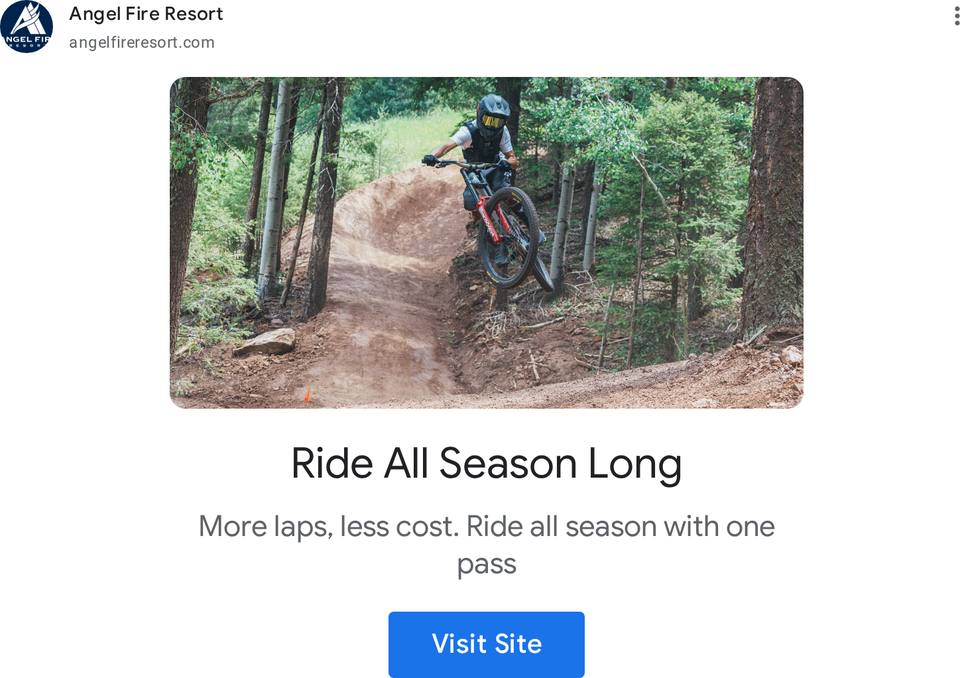 Angel Fire Resort
angelfireresort.com
Ride All Season Long
More laps, less cost. Ride all season with one
pass
Visit Site